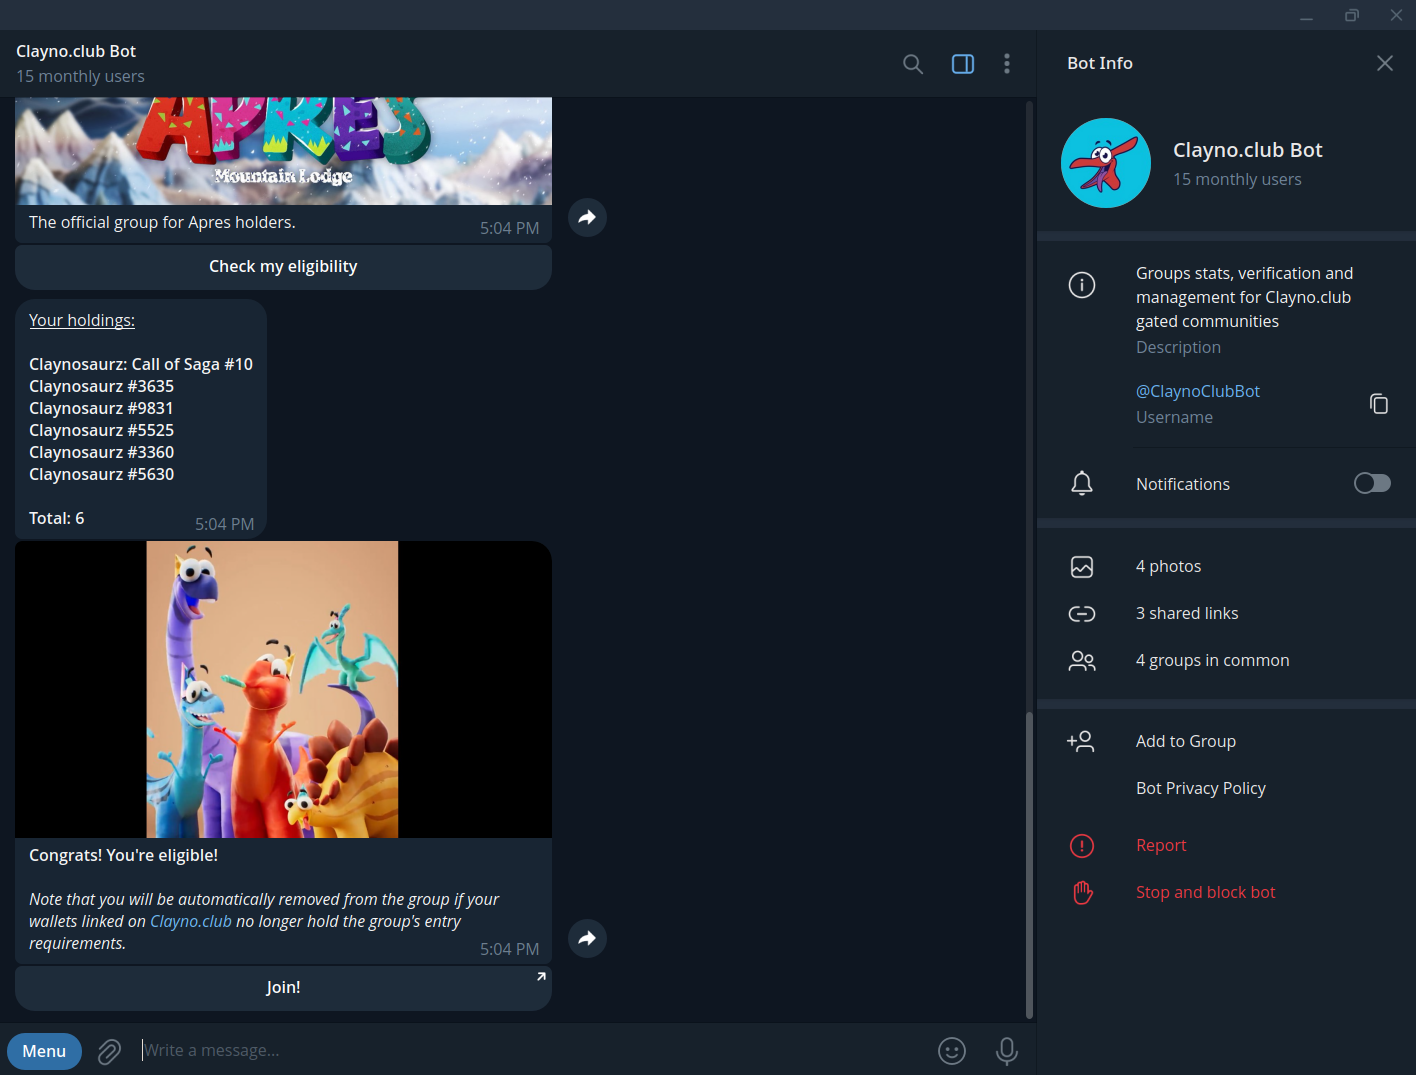 Clayno.club Bot
15 monthly users
APRES
Mountain Lodge
The official group for Apres holders.
5:04 PM
Check my eligibility
Your holdings:
Claynosaurz: Call of Saga #10
Claynosaurz #3635
Claynosaurz #9831
Claynosaurz #5525
Claynosaurz #3360
Claynosaurz #5630
Total: 6
5:04 PM
Congrats! You're eligible!
Note that you will be automatically removed from the group if your
wallets linked on Clayno.club no longer hold the group's entry
requirements.
5:04 PM
Join!
Menu
Write a message...
Bot Info
Clayno.club Bot
15 monthly users
Groups stats, verification and
management for Clayno.club
gated communities
Description
@ClaynoClubBot
Username
Notifications
4 photos
3 shared links
4 groups in common
Add to Group
Bot Privacy Policy
Report
Stop and block bot